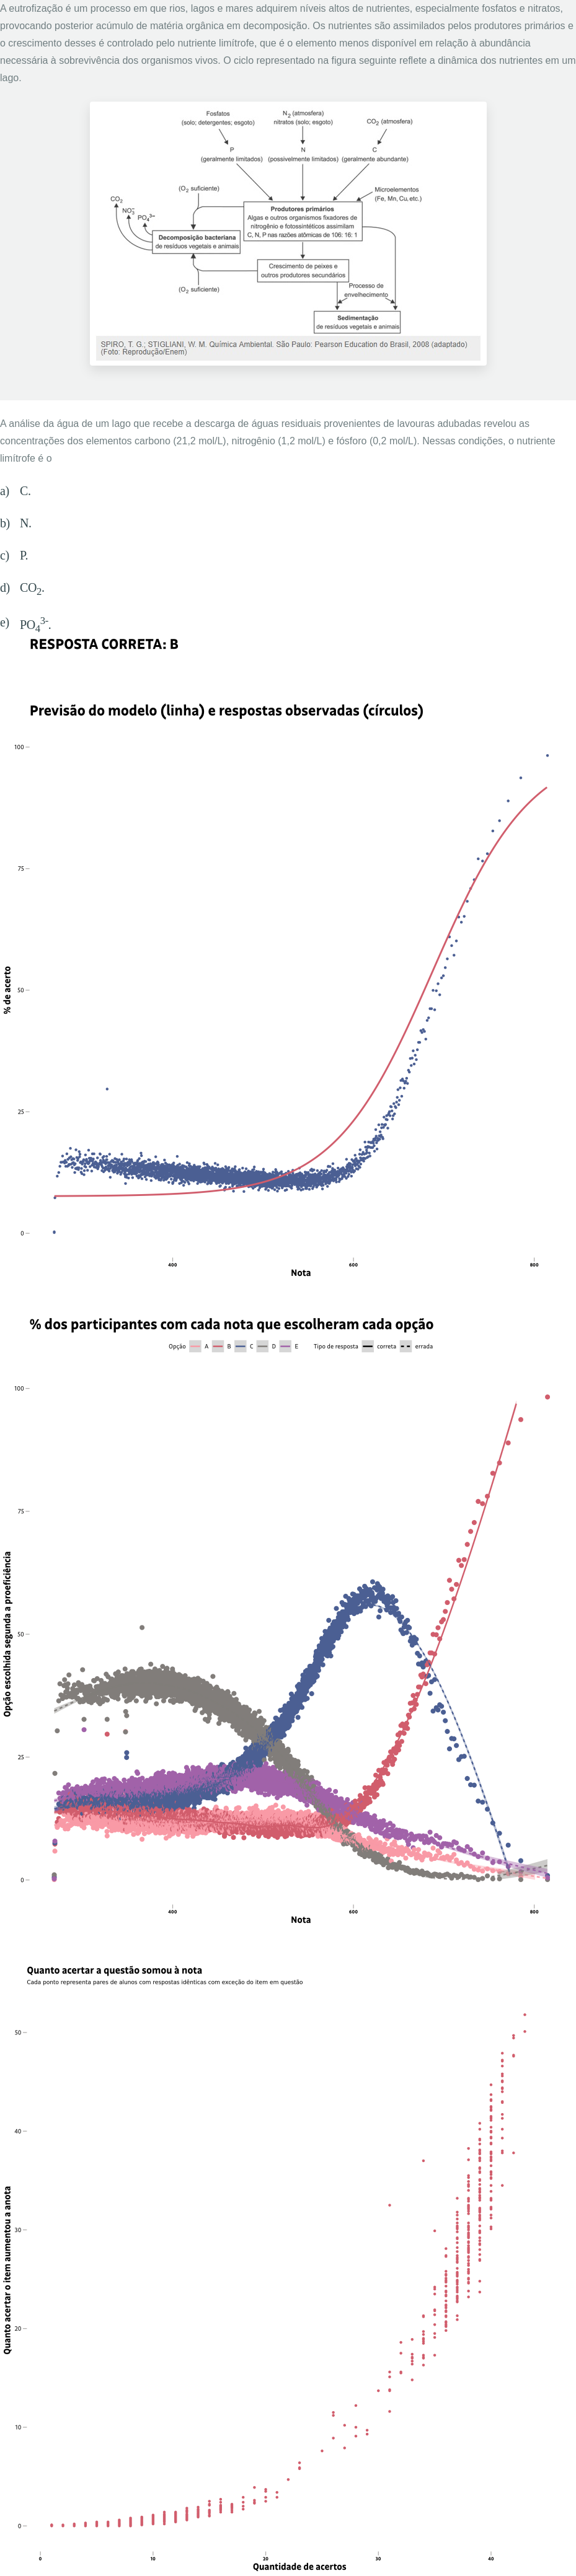 A eutrofização é um processo em que rios, lagos e mares adquirem níveis altos de nutrientes, especialmente fosfatos e nitratos,
provocando posterior acúmulo de matéria orgânica em decomposição. Os nutrientes são assimilados pelos produtores primários e
o crescimento desses é controlado pelo nutriente limítrofe, que é o elemento menos disponível em relação à abundância
necessária à sobrevivência dos organismos vivos. O ciclo representado na figura seguinte reflete a dinâmica dos nutrientes em um
lago.
Fosfatos
(solo; detergentes; esgoto)
N2 (atmosfera)
nitratos (solo; esgoto)
CO2 (atmosfera)
P
(geralmente limitados)
N
(possivelmente limitados)
C
(geralmente abundante)
CO2
NO3-
PO4 3-
(O2 suficiente)
Microelementos
(Fe, Mn, Cu, etc.)
Produtores primários
Algas e outros organismos fixadores de
nitrogênio e fotossintéticos assimilam
C, N, P nas razões atômicas de 106: 16: 1
Decomposição bacteriana
de resíduos vegetais e animais
Crescimento de peixes e
outros produtores secundários
(O2 suficiente)
Processo de
envelhecimento
Sedimentação
de resíduos vegetais e animais
SPIRO, T. G.; STIGLIANI, W. M. Química Ambiental. São Paulo: Pearson Education do Brasil, 2008 (adaptado)
(Foto: Reprodução/Enem)
A análise da água de um lago que recebe a descarga de águas residuais provenientes de lavouras adubadas revelou as
concentrações dos elementos carbono (21,2 mol/L), nitrogênio (1,2 mol/L) e fósforo (0,2 mol/L). Nessas condições, o nutriente
limítrofe é o
a) C.
b) N.
c) P.
d) CO2.
e) PO4 3-.
RESPOSTA CORRETA: B
Previsão do modelo (linha) e respostas observadas (círculos)
100
75
50
25
0
% de acerto
400 600 800
Nota
% dos participantes com cada nota que escolheram cada opção
Opção A B C D E Tipo de resposta correta errada
100
75
50
25
0
Opção escolhida segunda a proeficiência
400 600 800
Nota
Quanto acertar a questão somou à nota
Cada ponto representa pares de alunos com respostas idênticas com exceção do item em questão
50
40
30
20
10
0
Quanto acertar o item aumentou a anota
0 10 20 30 40
Quantidade de acertos